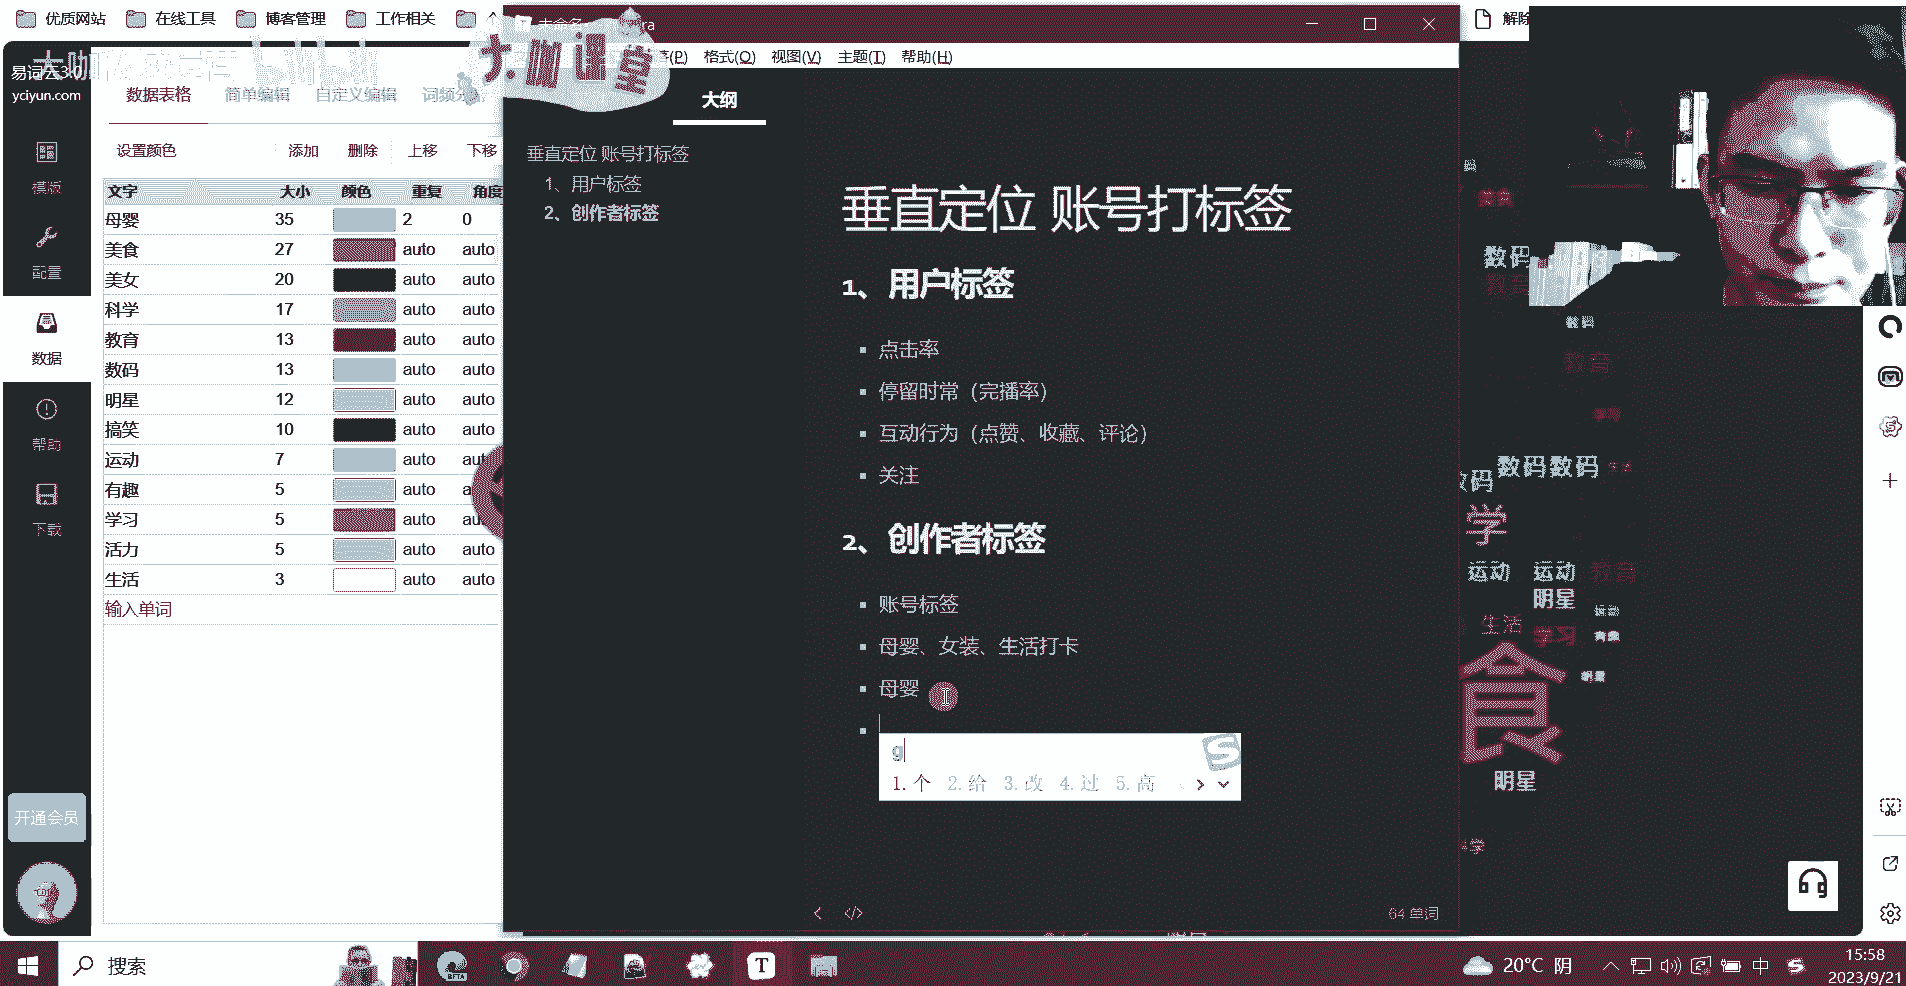 优质网站
在线工具
博客管理
工作相关
解除
易词云3.0
yciyun.com
大咖课堂
数据表格
简单编辑
自定义编辑
设置颜色
添加
删除
上移
下移
文字 大小 颜色 重复 角度
母婴 35 2 0
美食 27 auto auto
美女 20 auto auto
科学 17 auto auto
教育 13 auto auto
数码 13 auto auto
明星 12 auto auto
搞笑 10 auto auto
运动 7 auto
有趣 5 auto
学习 5 auto
活力 5 auto auto
生活 3 auto auto
输入单词
模版
配置
数据
帮助
下载
开通会员
格式(O)
视图(V)
主题(T)
帮助(H)
大纲
垂直定位 账号打标签
1、用户标签
2、创作者标签
垂直定位 账号打标签
1、 用户标签
点击率
停留时常（完播率）
互动行为（点赞、收藏、评论）
关注
2、 创作者标签
账号标签
母婴、女装、生活打卡
母婴
g
1.个 2.给 3.改 4.过 5.高
64 单词
数码
教育
数码
教育
数码数码
学
运动
运动
明星
生活
学习
食
明星
搜索
20°C 阴
中
15:58
2023/9/21